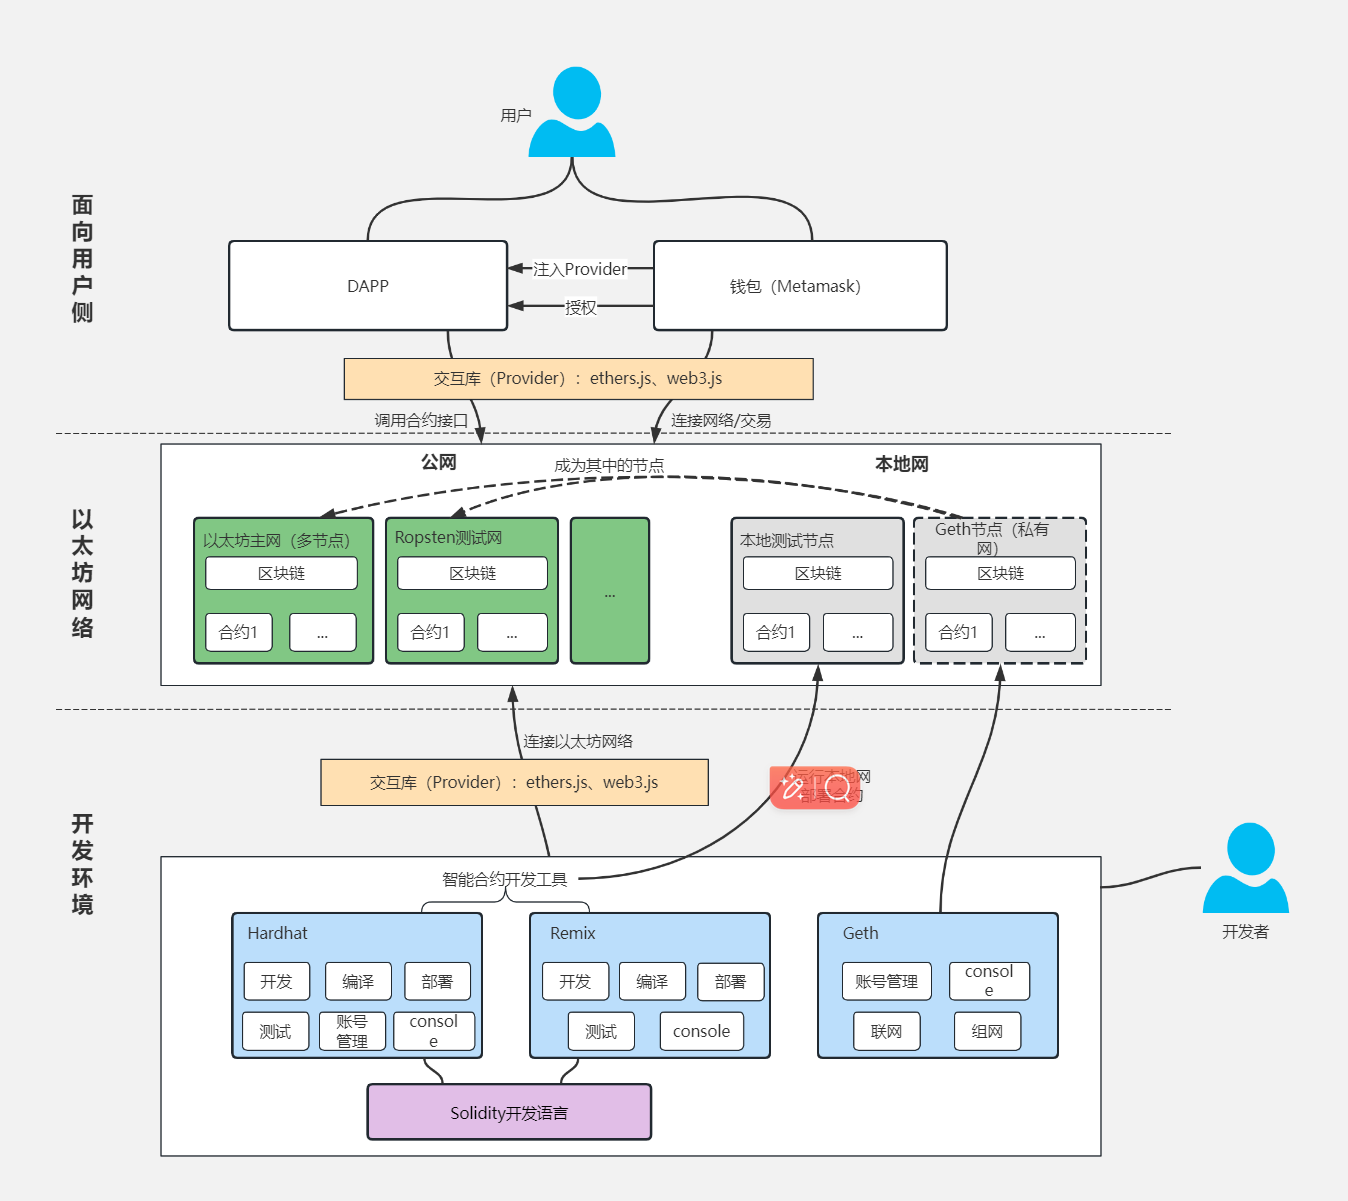 用户
面向用户侧
DAPP
注入Provider
授权
钱包（Metamask）
交互库（Provider）：ethers.js、web3.js
调用合约接口
连接网络/交易
以太坊网络
公网
成为其中的节点
本地网
以太坊主网（多节点）
区块链
合约1
...
Ropsten测试网
区块链
合约1
...
...
本地测试节点
区块链
合约1
...
Geth节点（私有
网）
区块链
合约1
...
连接以太坊网络
交互库（Provider）：ethers.js、web3.js
运行本地网
部署合约
开发环境
智能合约开发工具
Hardhat
开发
编译
部署
测试
账号
管理
consol
e
Remix
开发
编译
部署
测试
console
Geth
账号管理
consol
e
联网
组网
Solidity开发语言
开发者